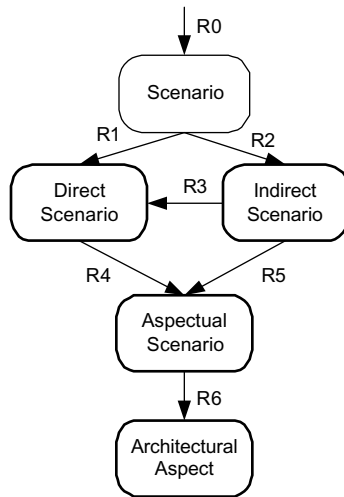 R0
Scenario
R1
R2
Direct
Scenario
R3
Indirect
Scenario
R4
R5
Aspectual
Scenario
R6
Architectural
Aspect